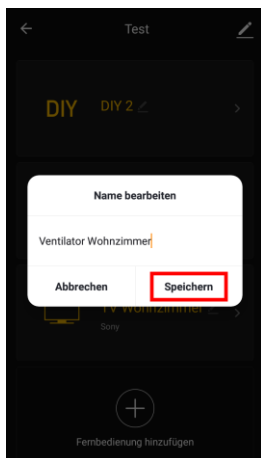 Test
DIY DIY 2
Name bearbeiten
Ventilator Wohnzimmer
Abbrechen Speichern
TV Wohnzimmer
Sony
Fernbedienung hinzufügen